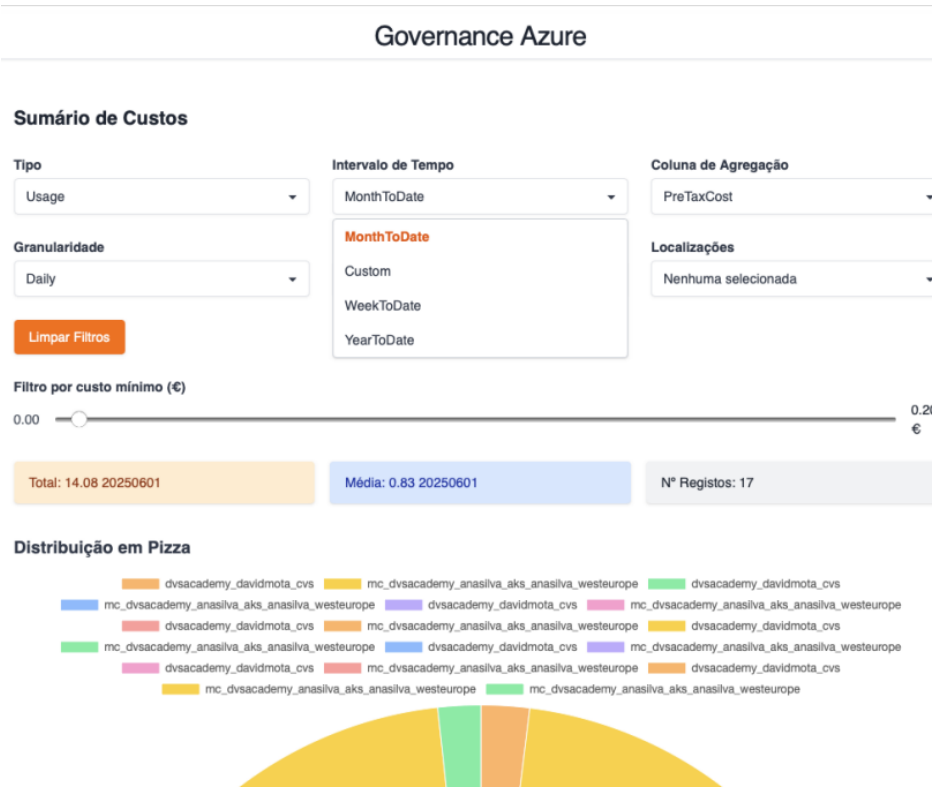 Governance Azure
Sumário de Custos
Tipo Intervalo de Tempo Coluna de Agregação
Usage MonthToDate PreTaxCost
Granularidade MonthToDate Localizações
Daily Custom Nenhuma selecionada
WeekToDate
Limpar Filtros YearToDate
Filtro por custo mínimo (€)
0.00 0.20
€
Total: 14.08 20250601 Média: 0.83 20250601 N° Registos: 17
Distribuição em Pizza
dvsacademy_davidmota_cvs mc_dvsacademy_anasilva_aks_anasilva_westeurope dvsacademy_davidmota_cvs
mc_dvsacademy_anasilva_aks_anasilva_westeurope dvsacademy_davidmota_cvs mc_dvsacademy_anasilva_aks_anasilva_westeurope
dvsacademy_davidmota_cvs mc_dvsacademy_anasilva_aks_anasilva_westeurope dvsacademy_davidmota_cvs
mc_dvsacademy_anasilva_aks_anasilva_westeurope dvsacademy_davidmota_cvs mc_dvsacademy_anasilva_aks_anasilva_westeurope
dvsacademy_davidmota_cvs mc_dvsacademy_anasilva_aks_anasilva_westeurope dvsacademy_davidmota_cvs
mc_dvsacademy_anasilva_aks_anasilva_westeurope mc_dvsacademy_anasilva_aks_anasilva_westeurope